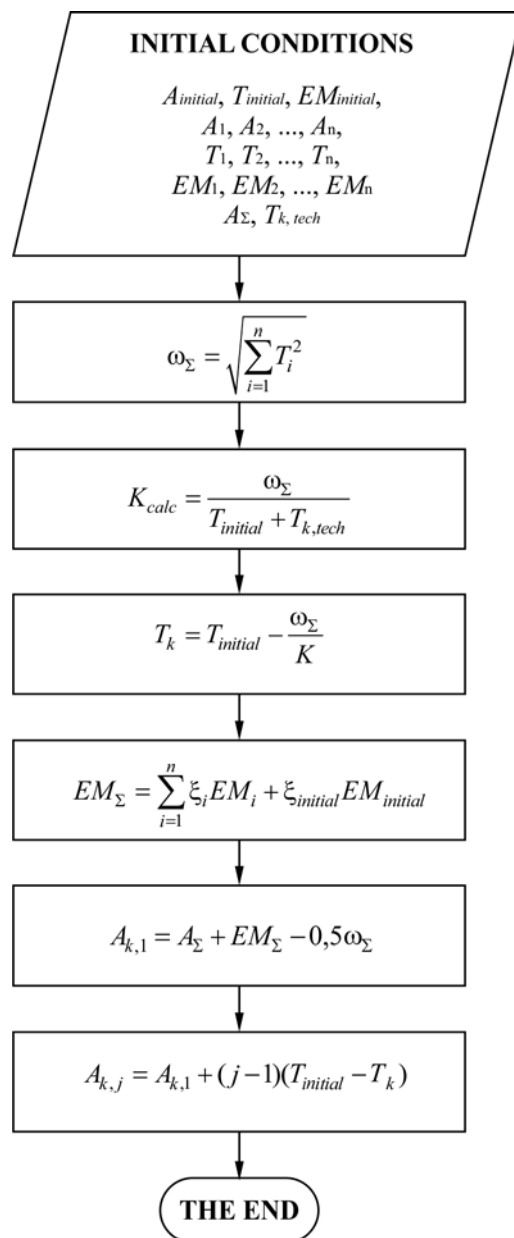 INITIAL CONDITIONS
A_initial, T_initial, EM_initial,
A_1, A_2, ..., A_n,
T_1, T_2, ..., T_n,
EM_1, EM_2, ..., EM_n
A_Σ, T_k, tech
ω_Σ = √(∑_{i=1}^{n} T_i^2)
K_calc = ω_Σ / (T_initial + T_k,tech)
T_k = T_initial − ω_Σ / K
EM_Σ = ∑_{i=1}^{n} ξ_i EM_i + ξ_initial EM_initial
A_k,1 = A_Σ + EM_Σ − 0,5ω_Σ
A_k,j = A_k,1 + (j−1)(T_initial − T_k)
THE END